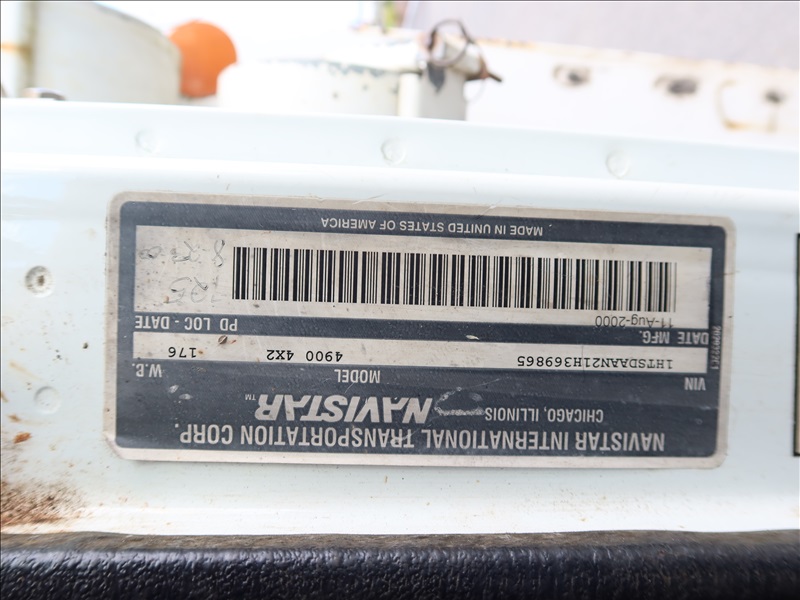 NAVISTAR INTERNATIONAL TRANSPORTATION CORP.
CHICAGO, ILLINOIS NAVISTAR™
VIN MODEL W.B.
1HTSDAAN21H369865 4900 4X2 176
DATE MFG. PD LOC - DATE
11-Aug-2000
MADE IN UNITED STATES OF AMERICA